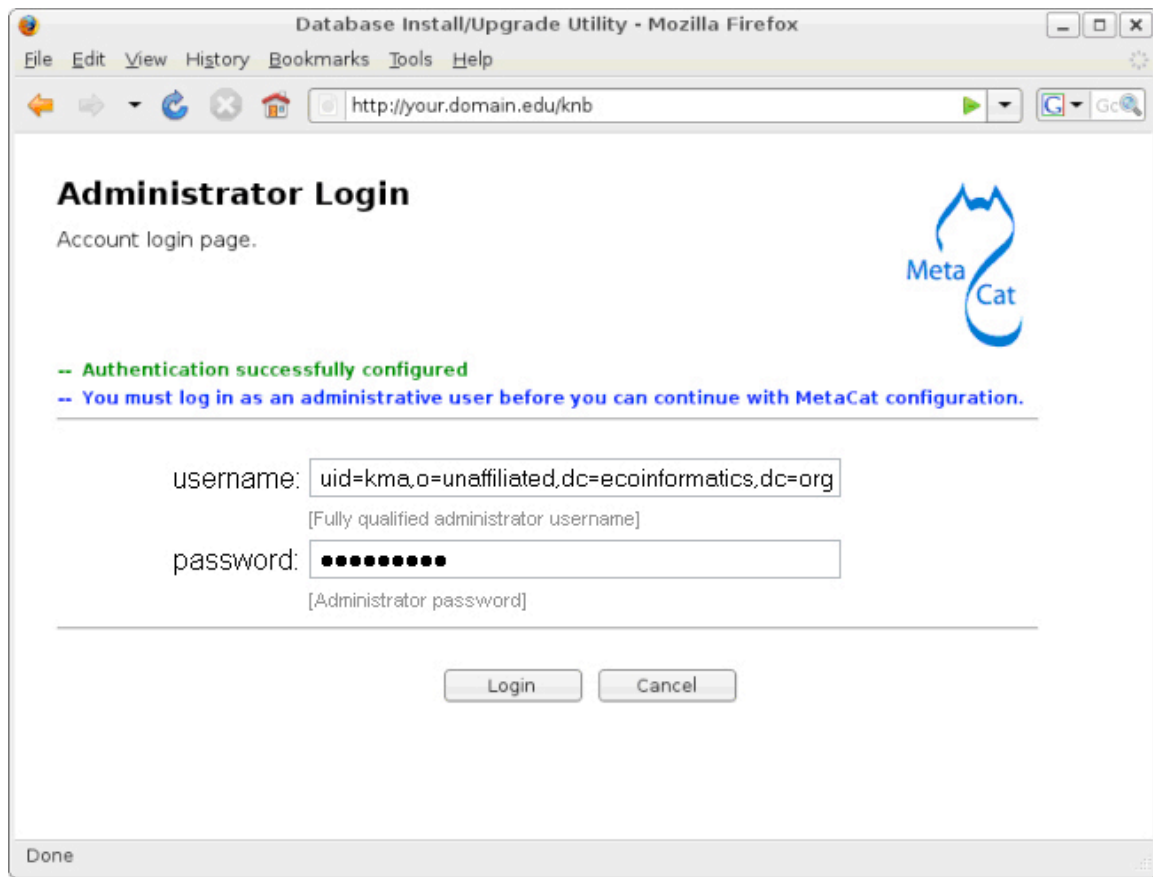 Database Install/Upgrade Utility - Mozilla Firefox
File Edit View History Bookmarks Tools Help
http://your.domain.edu/knb
G
Administrator Login
Account login page.
Meta
Cat
-- Authentication successfully configured
-- You must log in as an administrative user before you can continue with MetaCat configuration.
username: uid=kma,o=unaffiliated,dc=ecoinformatics,dc=org
[Fully qualified administrator username]
password: •••••••••
[Administrator password]
Login Cancel
Done